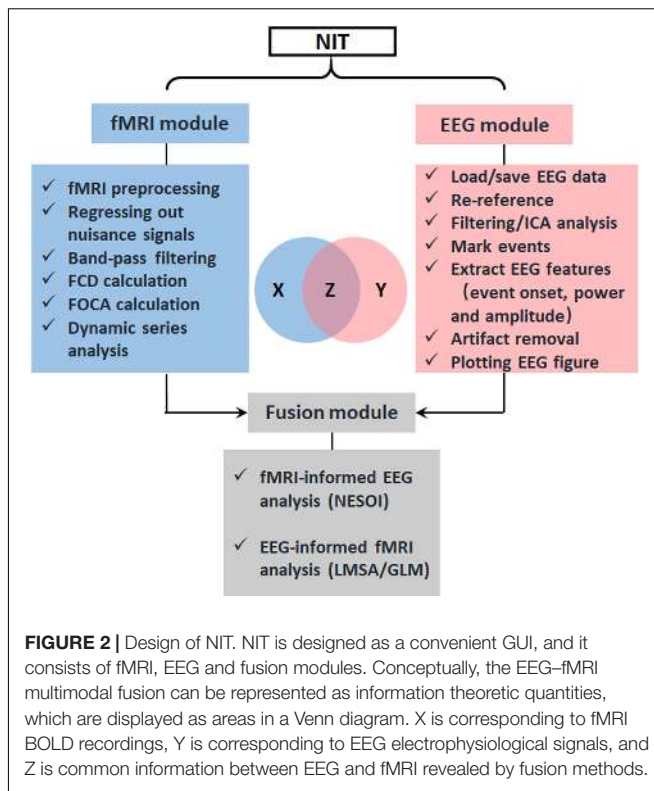 NIT
fMRI module
✓ fMRI preprocessing
✓ Regressing out
nuisance signals
✓ Band-pass filtering
✓ FCD calculation
✓ FOCA calculation
✓ Dynamic series
analysis
X
Z
Y
EEG module
✓ Load/save EEG data
✓ Re-reference
✓ Filtering/ICA analysis
✓ Mark events
✓ Extract EEG features
(event onset, power
and amplitude)
✓ Artifact removal
✓ Plotting EEG figure
Fusion module
✓ fMRI-informed EEG
analysis (NESOI)
✓ EEG-informed fMRI
analysis (LMSA/GLM)
FIGURE 2 | Design of NIT. NIT is designed as a convenient GUI, and it
consists of fMRI, EEG and fusion modules. Conceptually, the EEG–fMRI
multimodal fusion can be represented as information theoretic quantities,
which are displayed as areas in a Venn diagram. X is corresponding to fMRI
BOLD recordings, Y is corresponding to EEG electrophysiological signals, and
Z is common information between EEG and fMRI revealed by fusion methods.